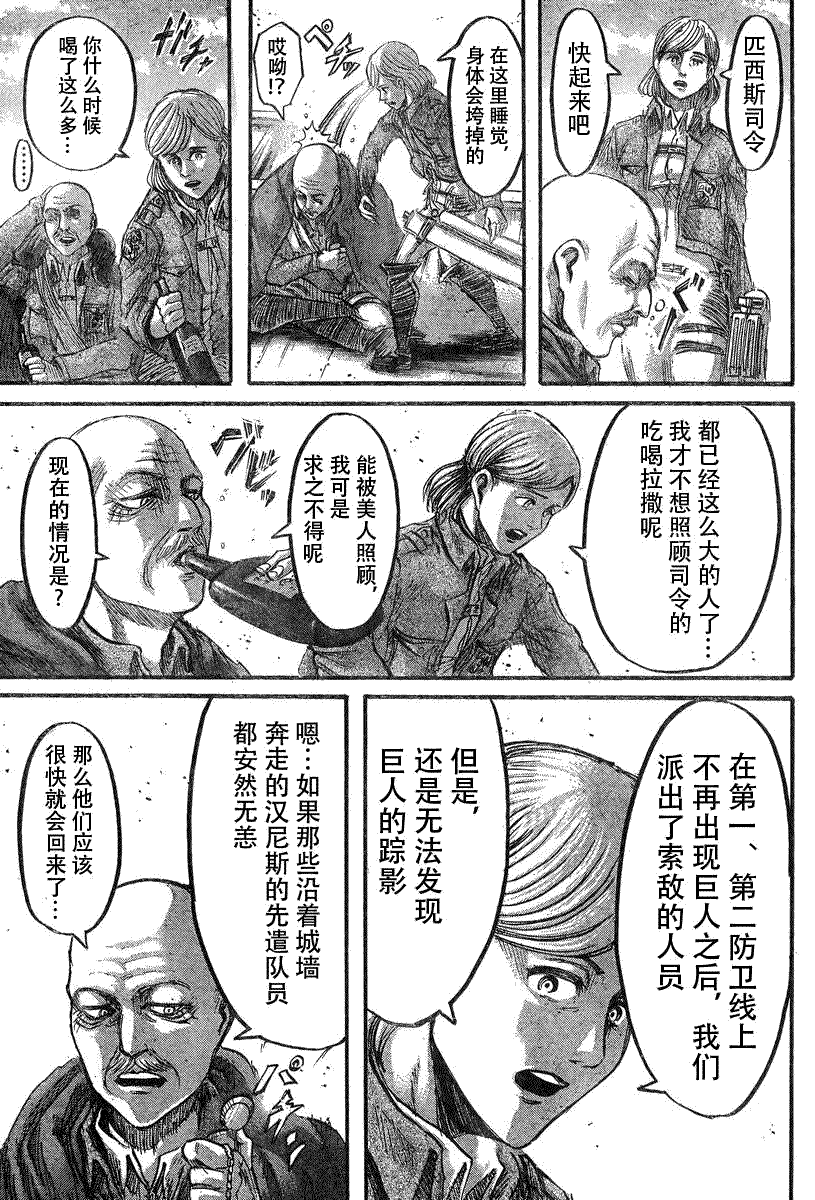 匹西斯司令
快起来吧
在这里睡觉,
身体会垮掉的
哎呦!?
你什么时候
喝了这么多…
……
都已经这么大的人了…
我才不想照顾司令的
吃喝拉撒呢
能被美人照顾,
我可是
求之不得呢
现在的情况是?
在第一、第二防卫线上
不再出现巨人之后,我们
派出了索敌的人员
但是,
还是无法发现
巨人的踪影
嗯…如果那些沿着城墙
奔走的汉尼斯的先遣队员
都安然无恙
那么他们应该
很快就会回来了…